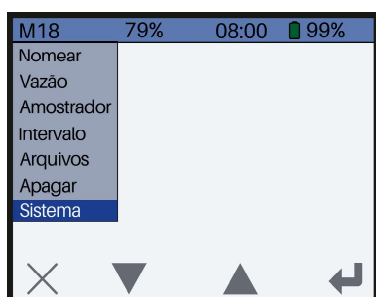 M18 79% 08:00 99%
Nomear
Vazão
Amostrador
Intervalo
Arquivos
Apagar
Sistema